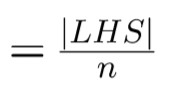 = |LHS| / n